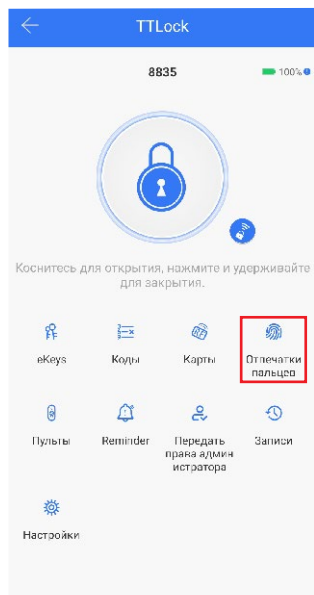 TTLock
8835
100%
Коснитесь для открытия, нажмите и удерживайте
для закрытия.
eKeys
Коды
Карты
Отпечатки
пальцев
Пульты
Reminder
Передать
права админ
истратора
Записи
Настройки